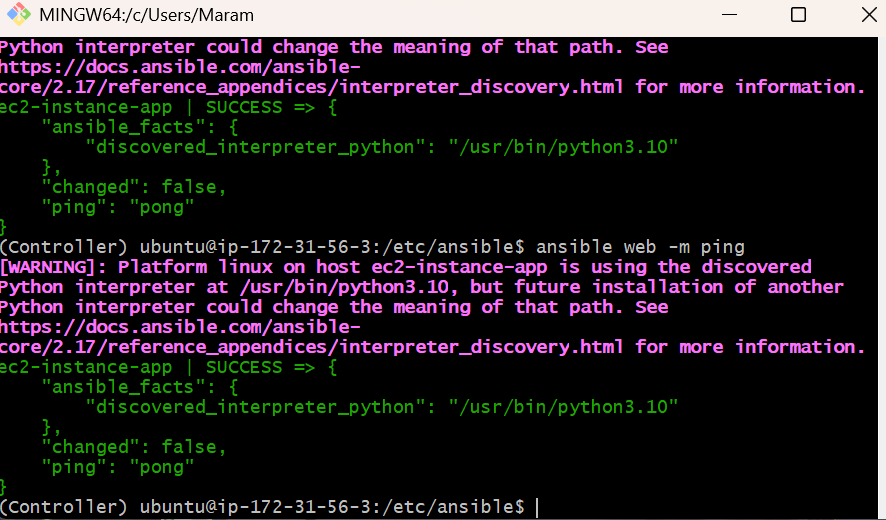 MINGW64:/c/Users/Maram
Python interpreter could change the meaning of that path. See
https://docs.ansible.com/ansible-
core/2.17/reference_appendices/interpreter_discovery.html for more information.
ec2-instance-app | SUCCESS => {
    "ansible_facts": {
        "discovered_interpreter_python": "/usr/bin/python3.10"
    },
    "changed": false,
    "ping": "pong"
}
(Controller) ubuntu@ip-172-31-56-3:/etc/ansible$ ansible web -m ping
[WARNING]: Platform linux on host ec2-instance-app is using the discovered
Python interpreter at /usr/bin/python3.10, but future installation of another
Python interpreter could change the meaning of that path. See
https://docs.ansible.com/ansible-
core/2.17/reference_appendices/interpreter_discovery.html for more information.
ec2-instance-app | SUCCESS => {
    "ansible_facts": {
        "discovered_interpreter_python": "/usr/bin/python3.10"
    },
    "changed": false,
    "ping": "pong"
}
(Controller) ubuntu@ip-172-31-56-3:/etc/ansible$